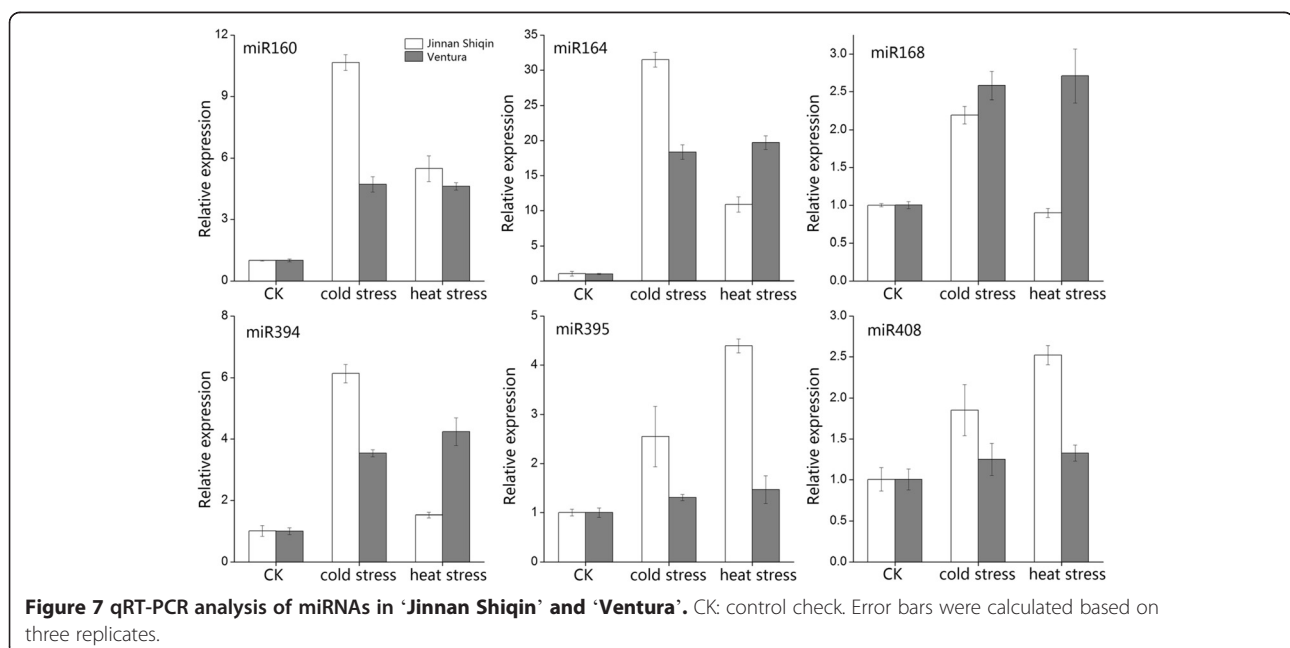 miR160
Jinnan Shiqin
Ventura
Relative expression
12
9
6
3
0
CK
cold stress
heat stress
miR164
Relative expression
35
30
25
20
15
10
5
0
CK
cold stress
heat stress
miR168
Relative expression
3.0
2.5
2.0
1.5
1.0
0.5
0.0
CK
cold stress
heat stress
miR394
Relative expression
8
6
4
2
0
CK
cold stress
heat stress
miR395
Relative expression
5
4
3
2
1
0
CK
cold stress
heat stress
miR408
Relative expression
3.0
2.5
2.0
1.5
1.0
0.5
0.0
CK
cold stress
heat stress
Figure 7 qRT-PCR analysis of miRNAs in ‘Jinnan Shiqin’ and ‘Ventura’. CK: control check. Error bars were calculated based on
three replicates.